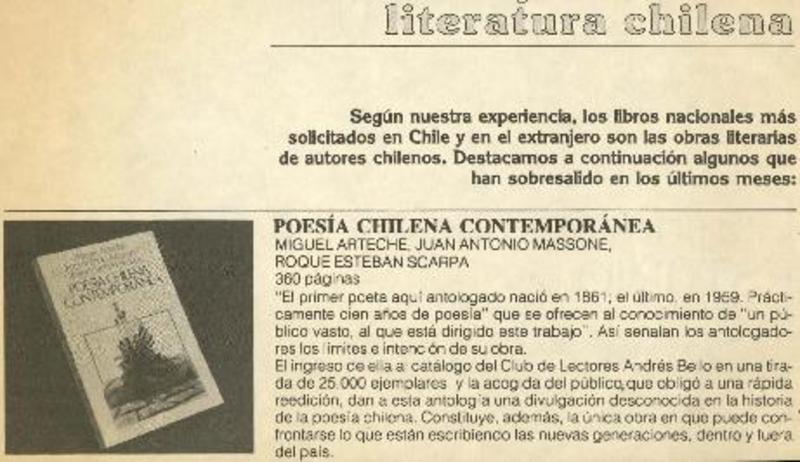 literatura chilena
Según nuestra experiencia, los libros nacionales más
solicitados en Chile y en el extranjero son las obras literarias
de autores chilenos. Destacamos a continuación algunos que
han sobresalido en los últimos meses:
POESÍA CHILENA
CONTEMPORÁNEA
POESÍA CHILENA CONTEMPORÁNEA
MIGUEL ARTECHE, JUAN ANTONIO MASSONE,
ROQUE ESTEBAN SCARPA
360 páginas
"El primer poeta aquí antologado nació en 1861; el último, en 1959. Prácti-
camente cien años de poesía" que se ofrecen al conocimiento de "un pú-
blico vasto, al que está dirigido este trabajo". Así señalan los antologado-
res los límites e intención de su obra.
El ingreso de ella al catálogo del Club de Lectores Andrés Bello en una tira-
da de 25.000 ejemplares y la acogida del público, que obligó a una rápida
reedición, dan a esta antología una divulgación desconocida en la historia
de la poesía chilena. Constituye, además, la única obra en que puede con-
frontarse lo que están escribiendo las nuevas generaciones, dentro y fuera
del país.